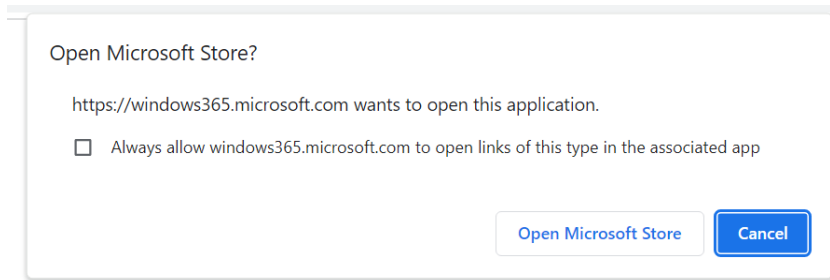 Open Microsoft Store?
https://windows365.microsoft.com wants to open this application.
Always allow windows365.microsoft.com to open links of this type in the associated app
Open Microsoft Store
Cancel